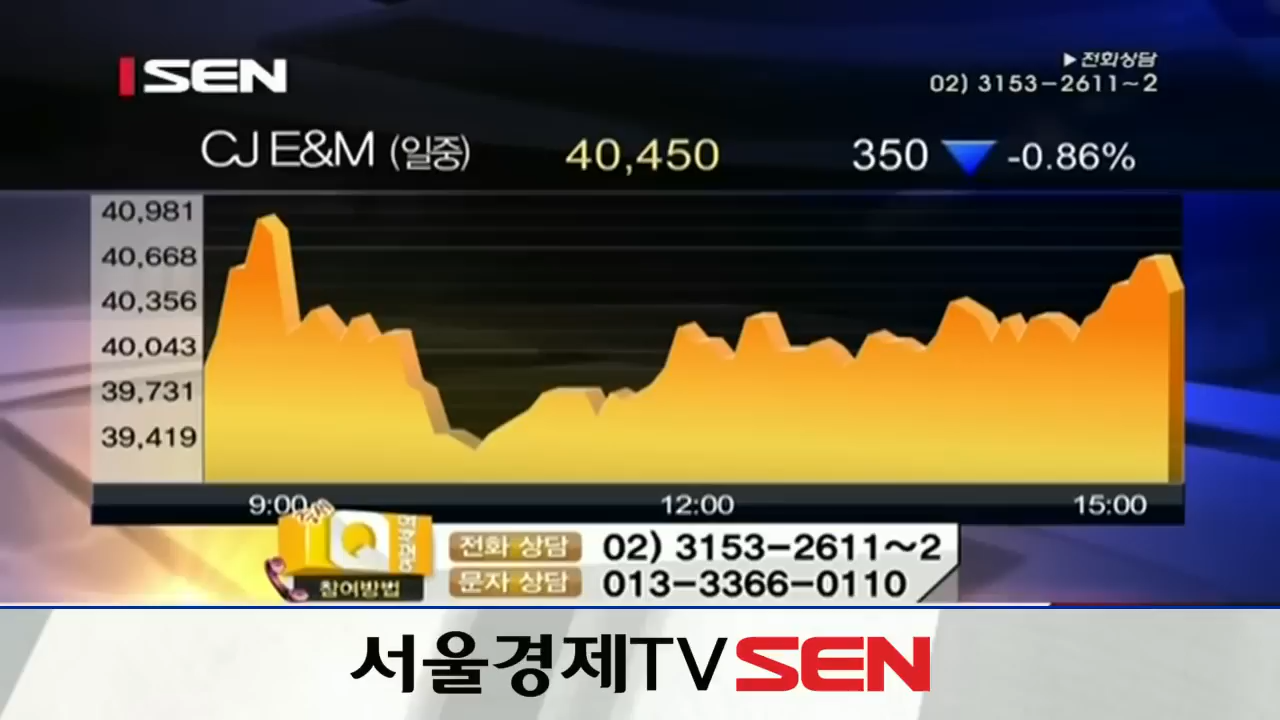 SEN
▶전화상담
02) 3153-2611~2
CJ E&M (일중) 40,450 350 ▼ -0.86%
40,981
40,668
40,356
40,043
39,731
39,419
9:00 12:00 15:00
Q
참여방법
전화 상담 02) 3153-2611~2
문자 상담 013-3366-0110
서울경제TV SEN